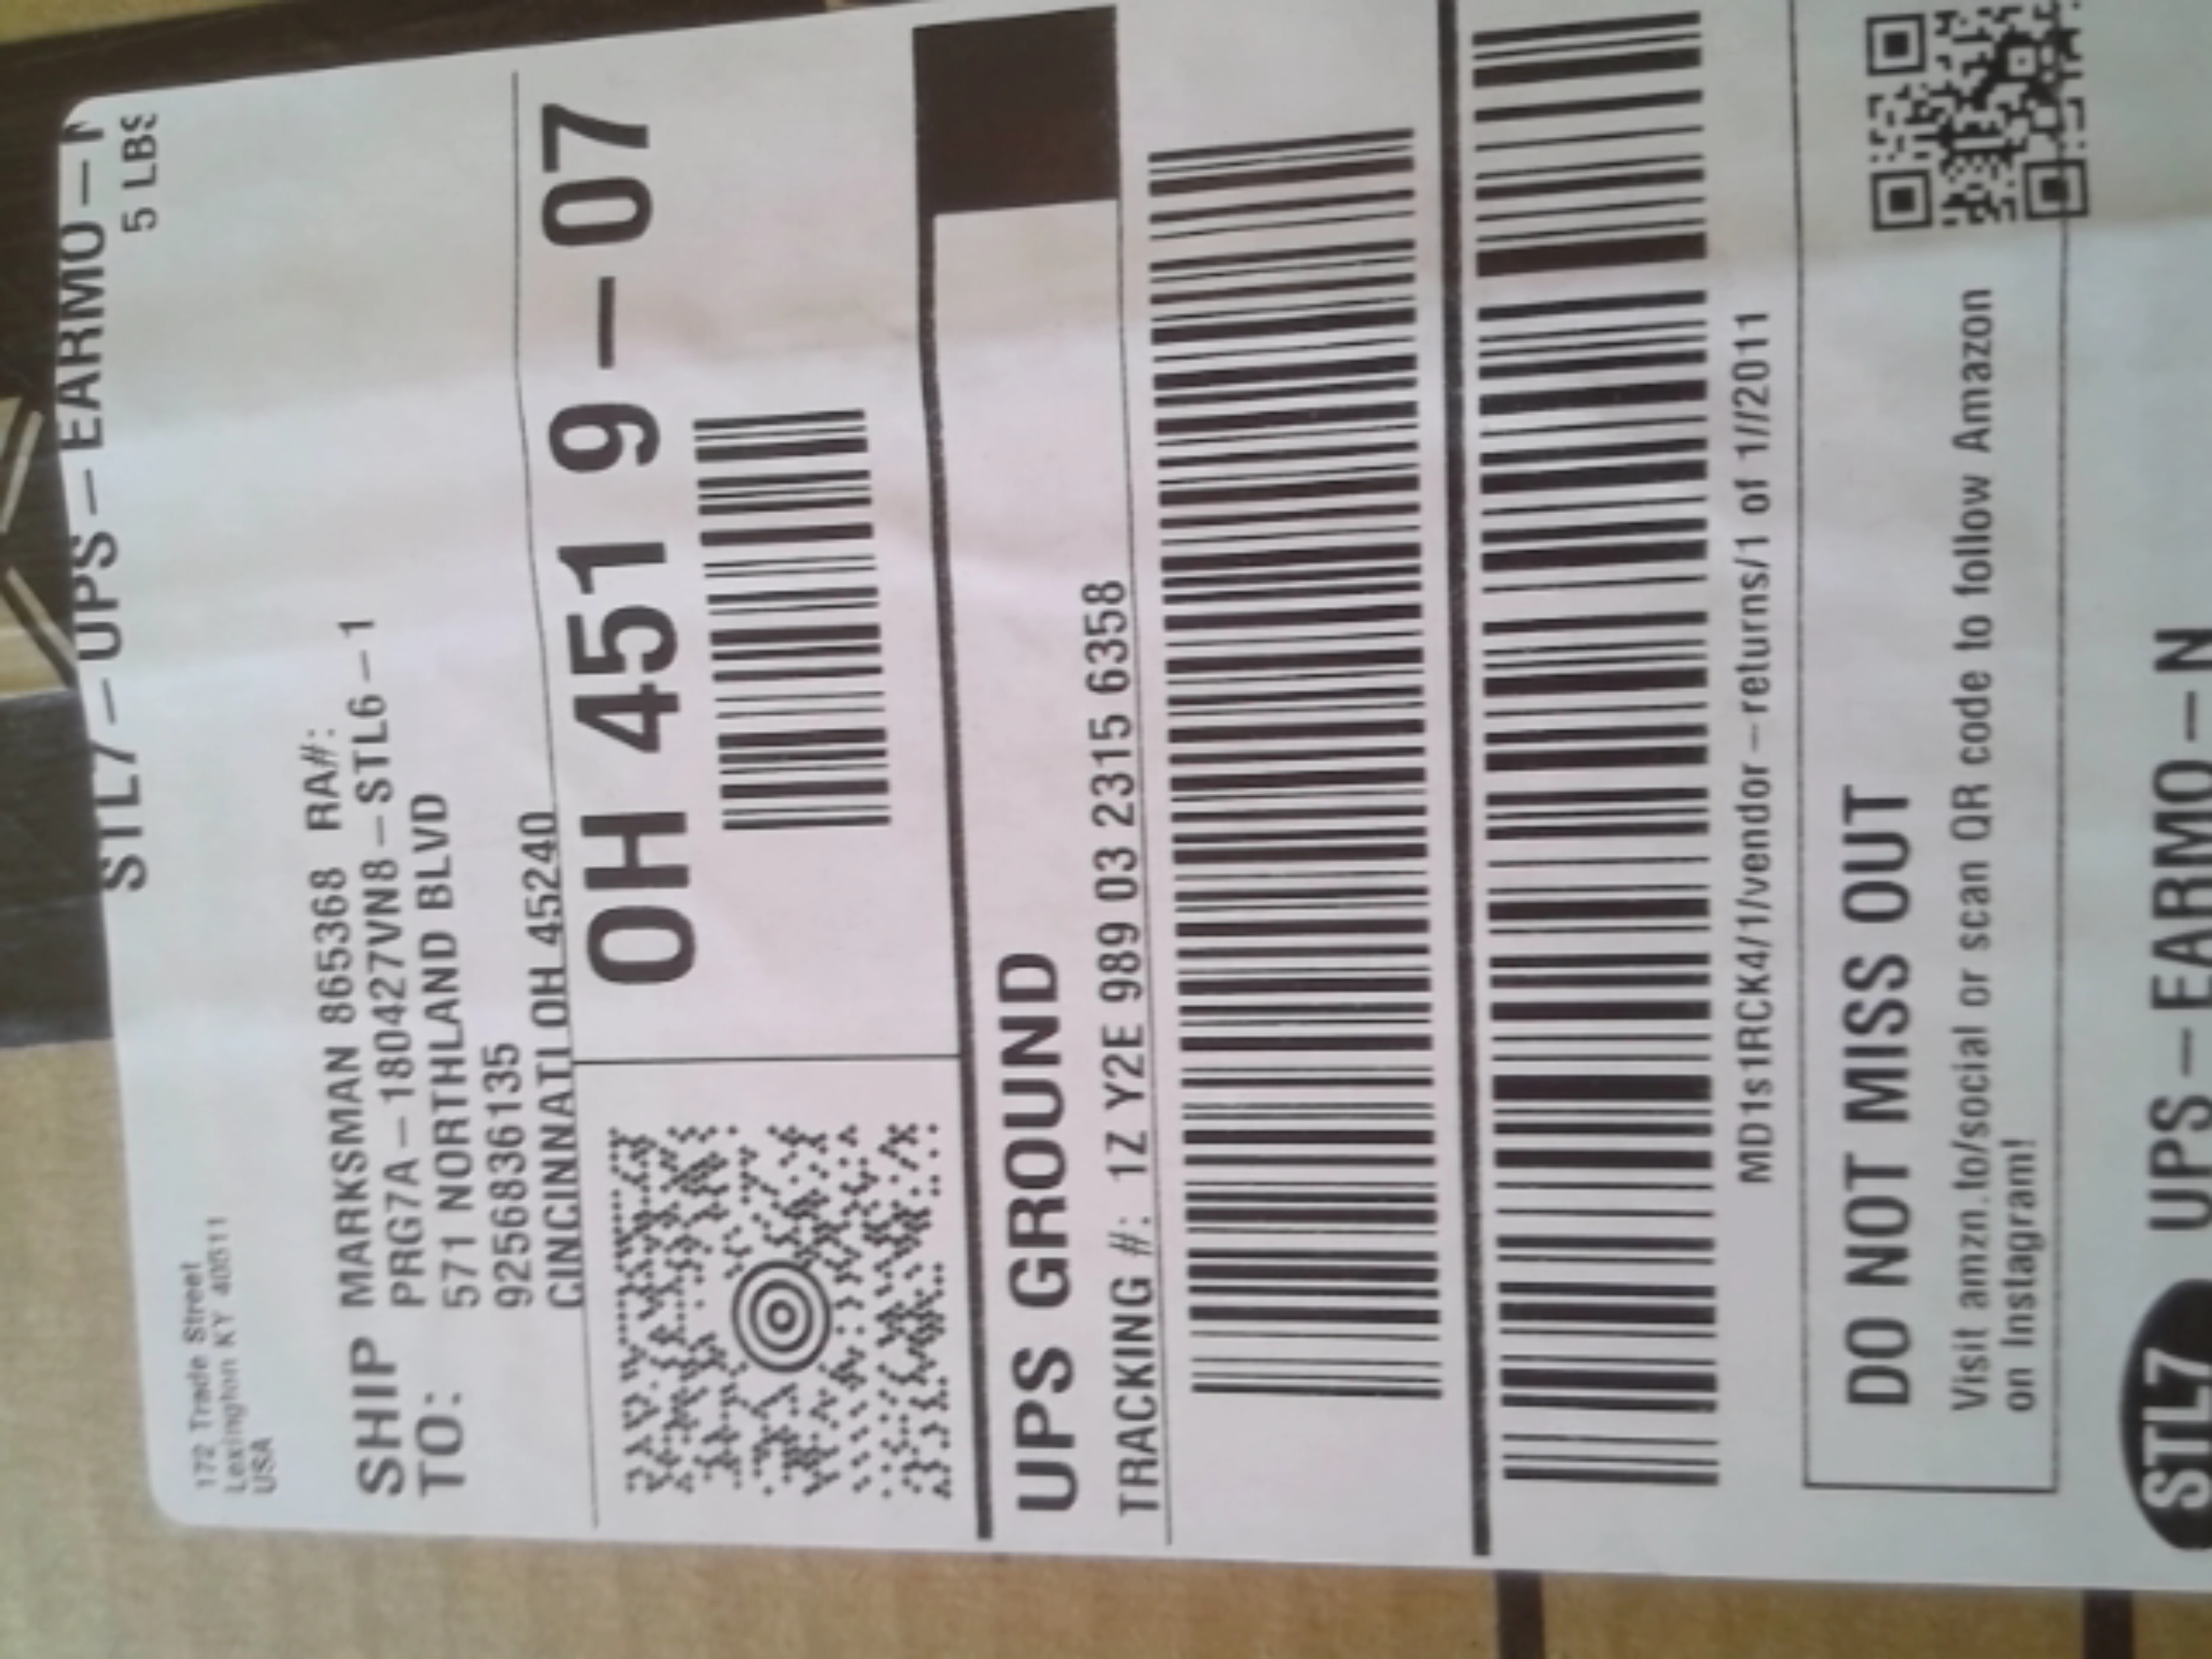 STL7-UPS-EARMO-N
5 LBS
172 Trade Street
Lexington KY 40511
USA
SHIP TO:
MARKSMAN 865368 RA#:
PRG7A-180427VN8-STL6-1
571 NORTHLAND BLVD
9256836135
CINCINNATI OH 45240
OH 451 9-07
UPS GROUND
TRACKING #: 1Z Y2E 989 03 2315 6358
MD1s1RCK4/1/vendor-returns/1 of 1//2011
DO NOT MISS OUT
Visit amzn.to/social or scan QR code to follow Amazon
on Instagram!
STL7 UPS-EARMO-N